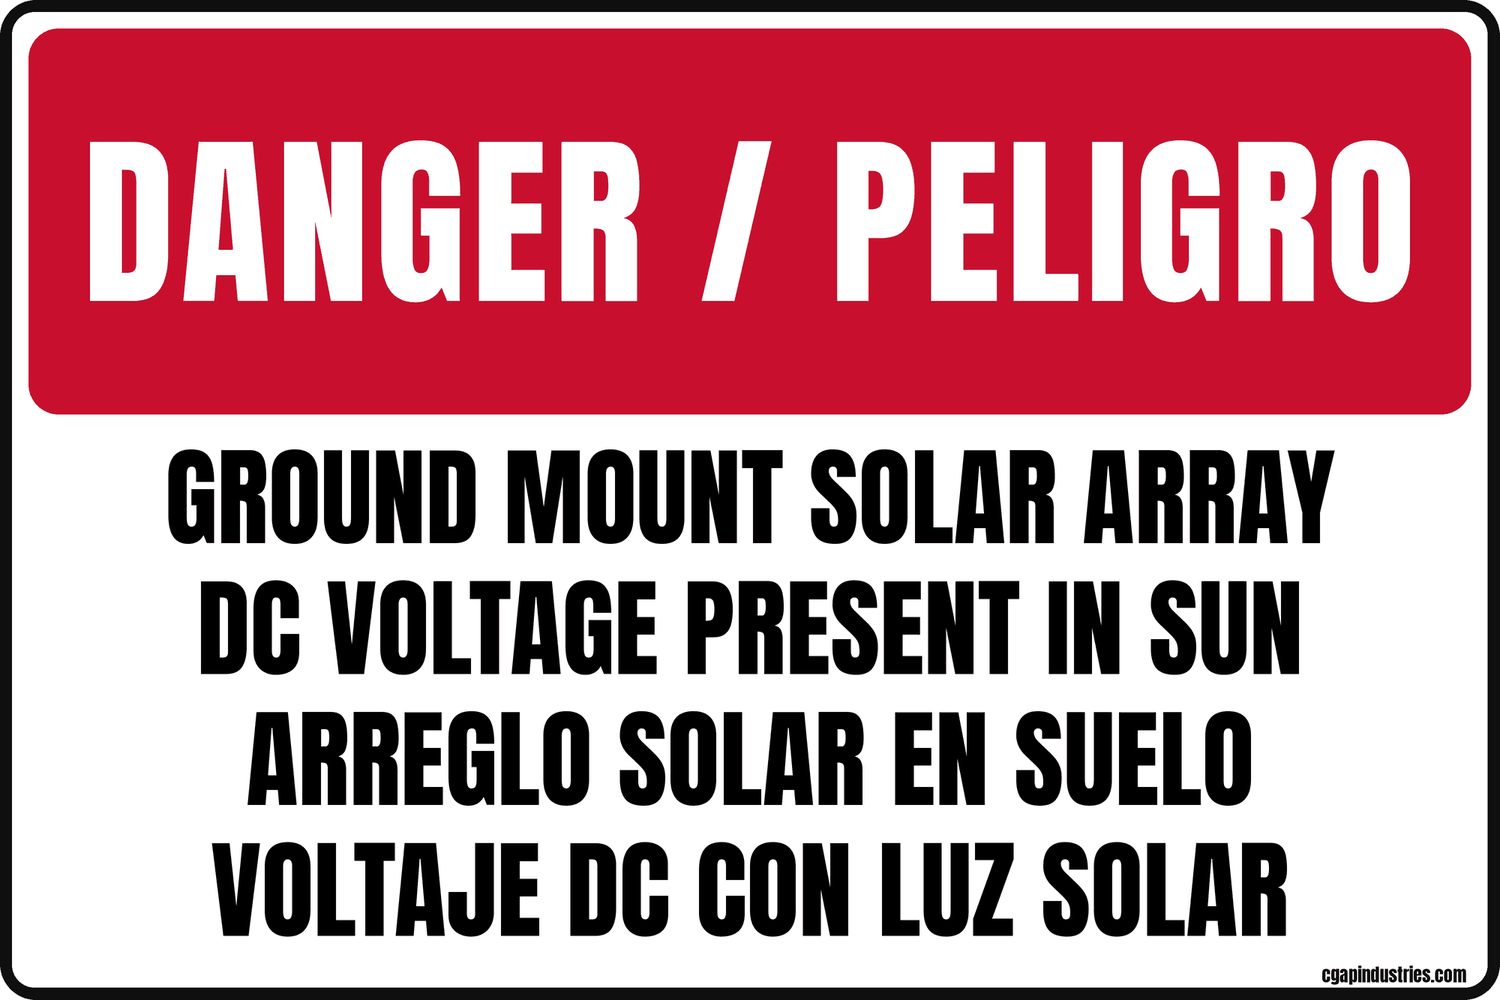 DANGER / PELIGRO
GROUND MOUNT SOLAR ARRAY
DC VOLTAGE PRESENT IN SUN
ARREGLO SOLAR EN SUELO
VOLTAJE DC CON LUZ SOLAR
cgapindustries.com